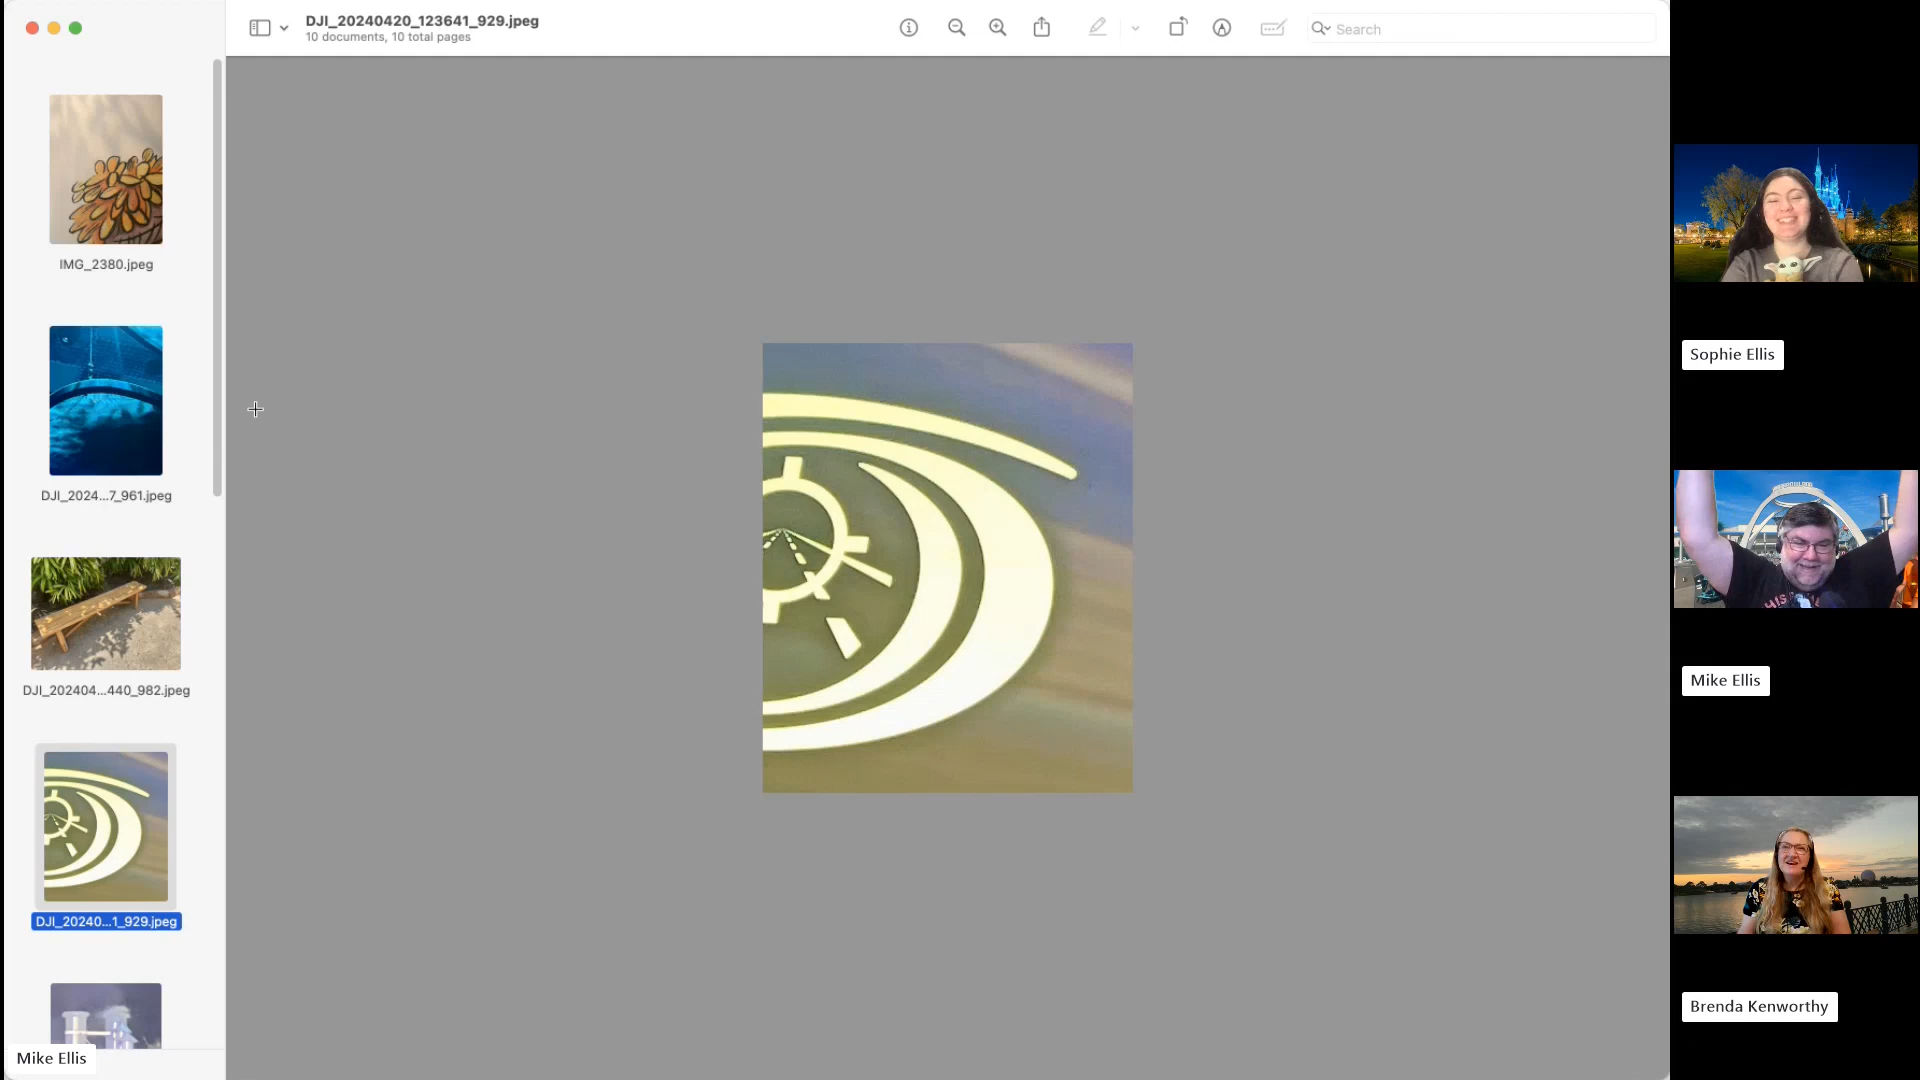 DJI_20240420_123641_929.jpeg
10 documents, 10 total pages
Search
IMG_2380.jpeg
DJI_2024...7_961.jpeg
DJI_202404...440_982.jpeg
DJI_20240...1_929.jpeg
Mike Ellis
Sophie Ellis
Mike Ellis
Brenda Kenworthy